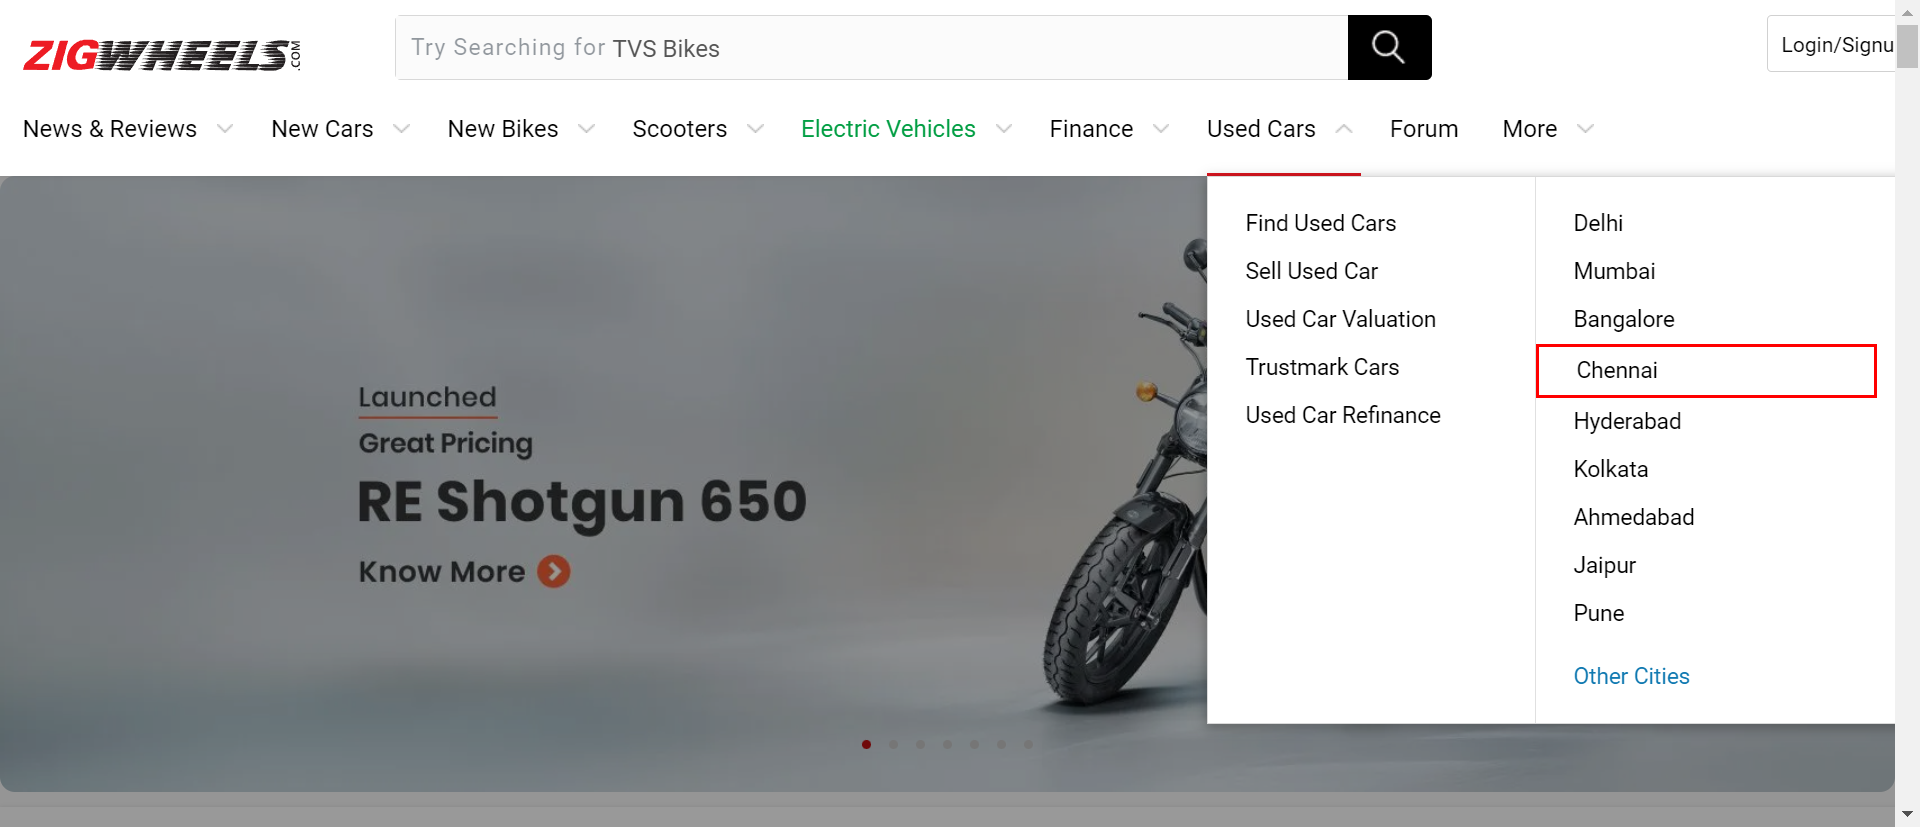 ZIGWHEELS.COM
Try Searching for TVS Bikes
Login/Signu
News & Reviews New Cars New Bikes Scooters Electric Vehicles Finance Used Cars Forum More
Find Used Cars
Sell Used Car
Used Car Valuation
Trustmark Cars
Used Car Refinance
Delhi
Mumbai
Bangalore
Chennai
Hyderabad
Kolkata
Ahmedabad
Jaipur
Pune
Other Cities
Launched
Great Pricing
RE Shotgun 650
Know More